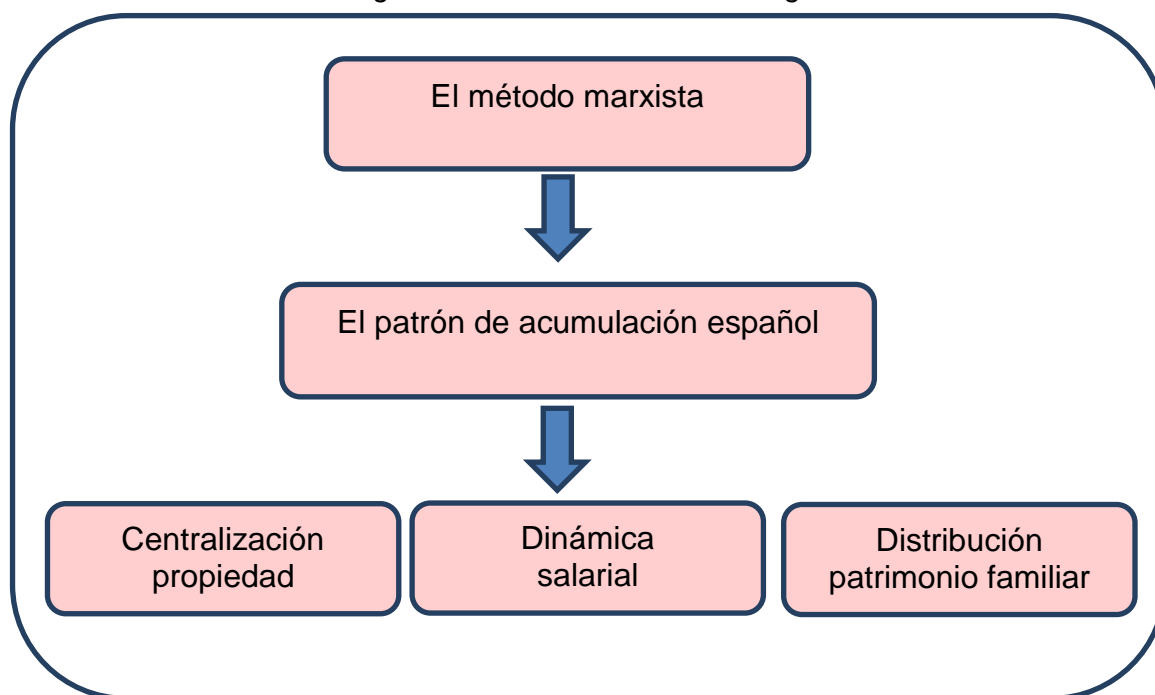 El método marxista
El patrón de acumulación español
Centralización
propiedad
Dinámica
salarial
Distribución
patrimonio familiar